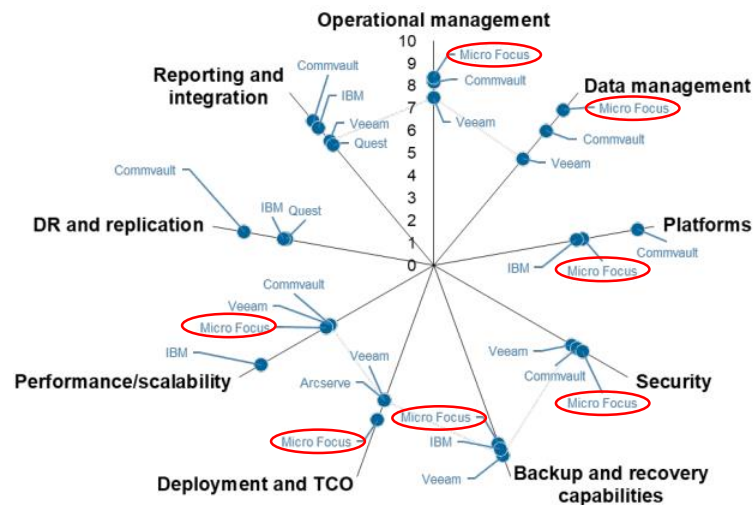 Operational management
10
9
8
7
6
5
4
3
2
1
0
Micro Focus
Commvault
Veeam
Data management
Micro Focus
Commvault
Veeam
Platforms
Commvault
IBM
Micro Focus
Security
Veeam
Commvault
Micro Focus
Backup and recovery
capabilities
Micro Focus
IBM
Veeam
Deployment and TCO
Veeam
Arcserve
Micro Focus
Performance/scalability
Commvault
Veeam
Micro Focus
IBM
DR and replication
Commvault
IBM
Quest
Reporting and
integration
Commvault
IBM
Veeam
Quest